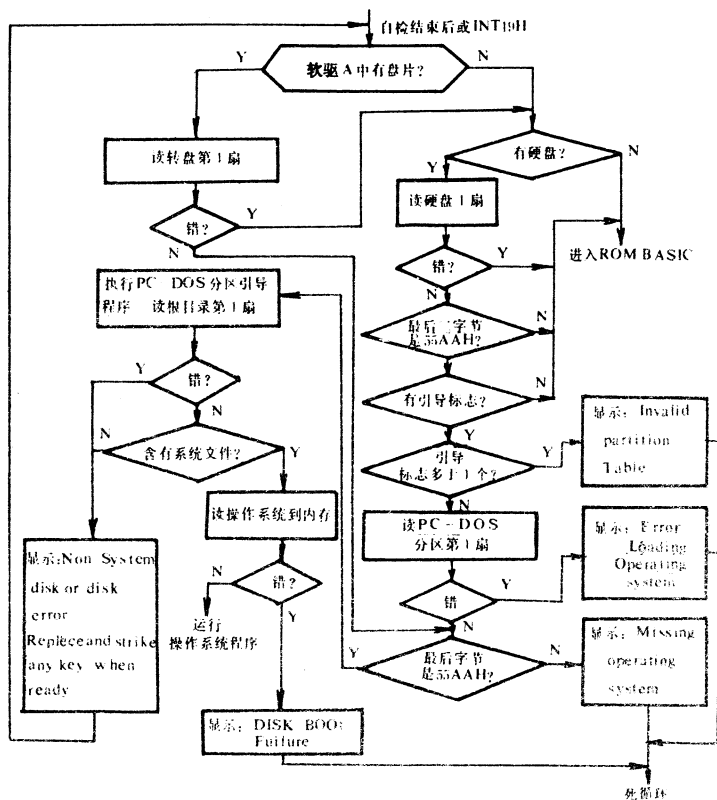 自检结束后或INT19H
Y
软驱A中有盘片?
N
读转盘第1扇
有硬盘?
N
Y
错?
Y
N
读硬盘1扇
进入ROM BASIC
错?
Y
N
执行PC-DOS分区引导
程序 读根目录第1扇
最后二字节
是55AAH?
N
Y
错?
Y
N
有引导标志?
N
Y
含有系统文件?
N
Y
引导
标志多于1个?
Y
N
显示: Invalid
partition
Table
读操作系统到内存
读PC-DOS
分区第1扇
显示: Error
Loading
Operating
system
显示:Non System
disk or disk
error
Replece and strike
any key when
ready
错?
N
Y
运行
操作系统程序
错
Y
N
最后字节
是55AAH?
Y
N
显示: Missing
operating
system
显示: DISK BOO:
Fuifure
死循环